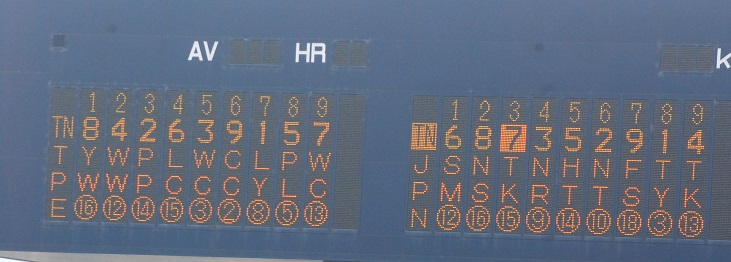 AV HR k
1 2 3 4 5 6 7 8 9
TN 8 4 2 6 3 9 1 5 7
T Y W P L W C L P W
P W W P C C C Y L C
E ⑯ ⑫ ⑭ ⑮ ③ ② ⑧ ⑤ ⑬
1 2 3 4 5 6 7 8 9
TN 6 8 7 3 5 2 9 1 4
J S N T N H N F T T
P M S K R T T S Y K
N ⑫ ⑯ ⑮ ⑨ ⑭ ⑩ ⑱ ③ ⑬